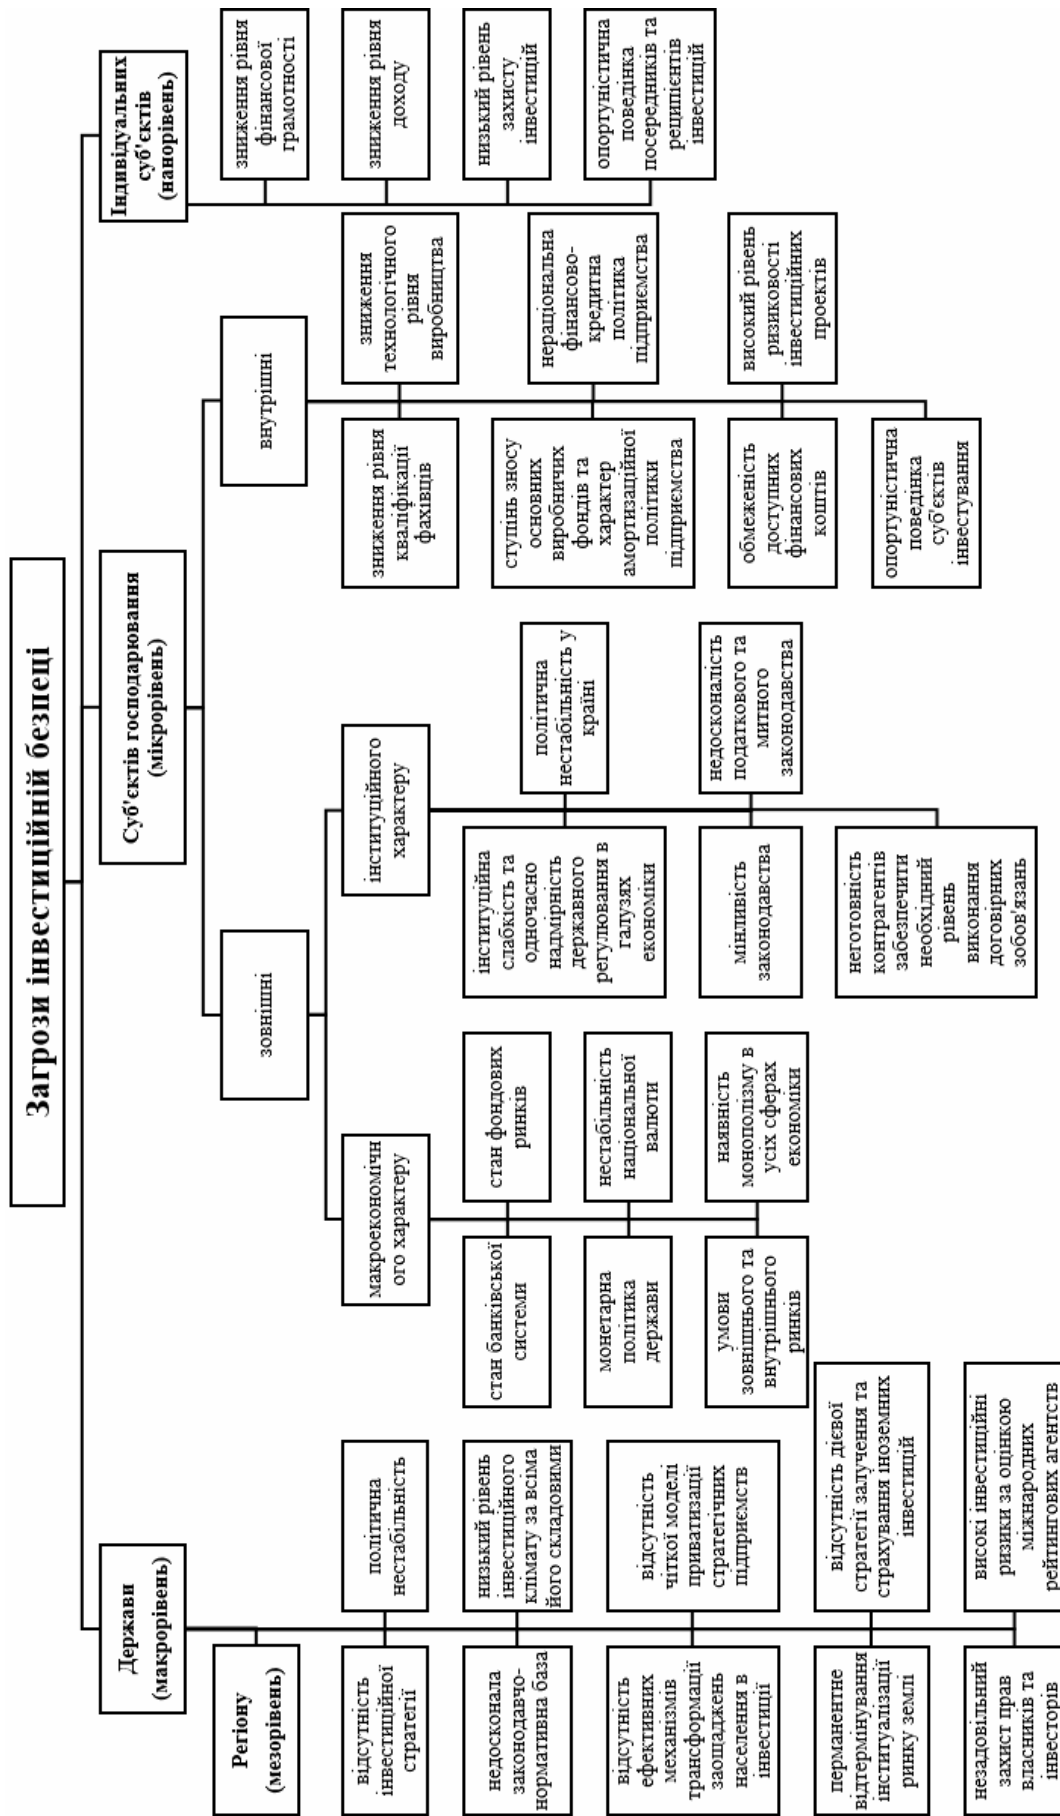 Загрози інвестиційній безпеці
Держави
(макрорівень)
Регіону
(мезорівень)
відсутність
інвестиційної
стратегії
політична
нестабільність
недосконала
законодавчо-
нормативна база
низький рівень
інвестиційного
клімату за всіма
його складовими
відсутність
ефективних
механізмів
трансформації
заощаджень
населення в
інвестиції
відсутність
чіткої моделі
приватизації
стратегічних
підприємств
перманентне
відтермінування
інституалізації
ринку землі
відсутність дієвої
стратегії залучення та
страхування іноземних
інвестицій
незадовільний
захист прав
власників та
інвесторів
високі інвестиційні
ризики за оцінкою
міжнародних
рейтингових агентств
Суб'єктів господарювання
(мікрорівень)
зовнішні
макроекономічн
ого характеру
стан банківської
системи
стан фондових
ринків
монетарна
політика
держави
нестабільність
національної
валюти
умови
зовнішнього та
внутрішнього
ринків
наявність
монополізму в
усіх сферах
економіки
інституційного
характеру
інституційна
слабкість та
одночасно
надмірність
державного
регулювання в
галузях
економіки
політична
нестабільність у
країні
мінливість
законодавства
недосконалість
податкового та
митного
законодавства
неготовність
контрагентів
забезпечити
необхідний
рівень
виконання
договірних
зобов'язань
внутрішні
зниження рівня
кваліфікації
фахівців
зниження
технологічного
рівня
виробництва
ступінь зносу
основних
виробничих
фондів та
характер
амортизаційної
політики
підприємства
нераціональна
фінансово-
кредитна
політика
підприємства
обмеженість
доступних
фінансових
коштів
високий рівень
ризиковості
інвестиційних
проектів
опортуністична
поведінка
суб'єктів
інвестування
Індивідуальних
суб'єктів
(нанорівень)
зниження рівня
фінансової
грамотності
зниження рівня
доходу
низький рівень
захисту
інвестицій
опортуністична
поведінка
посередників та
реципієнтів
інвестицій